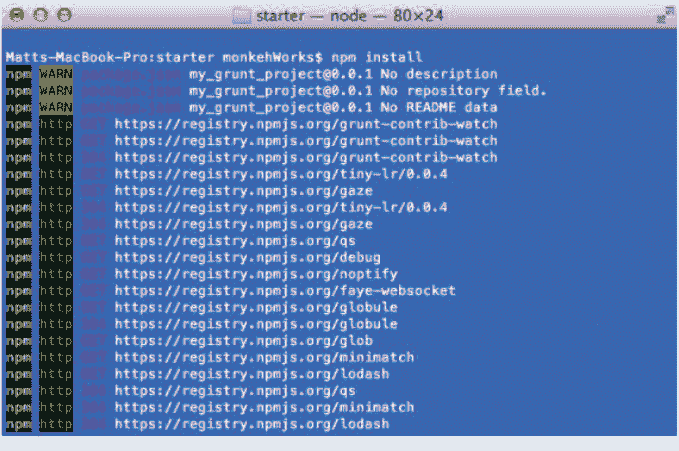 starter — node — 80×24
Matts-MacBook-Pro:starter monkehWorks$ npm install
npm WARN package.json my_grunt_project@0.0.1 No description
npm WARN package.json my_grunt_project@0.0.1 No repository field.
npm WARN package.json my_grunt_project@0.0.1 No README data
npm http https://registry.npmjs.org/grunt-contrib-watch
npm http https://registry.npmjs.org/grunt-contrib-watch
npm http https://registry.npmjs.org/grunt-contrib-watch
npm http https://registry.npmjs.org/tiny-lr/0.0.4
npm http https://registry.npmjs.org/gaze
npm http https://registry.npmjs.org/tiny-lr/0.0.4
npm http https://registry.npmjs.org/gaze
npm http https://registry.npmjs.org/qs
npm http https://registry.npmjs.org/debug
npm http https://registry.npmjs.org/noptify
npm http https://registry.npmjs.org/faye-websocket
npm http https://registry.npmjs.org/globule
npm http https://registry.npmjs.org/globule
npm http https://registry.npmjs.org/glob
npm http https://registry.npmjs.org/minimatch
npm http https://registry.npmjs.org/lodash
npm http https://registry.npmjs.org/qs
npm http https://registry.npmjs.org/minimatch
npm http https://registry.npmjs.org/lodash